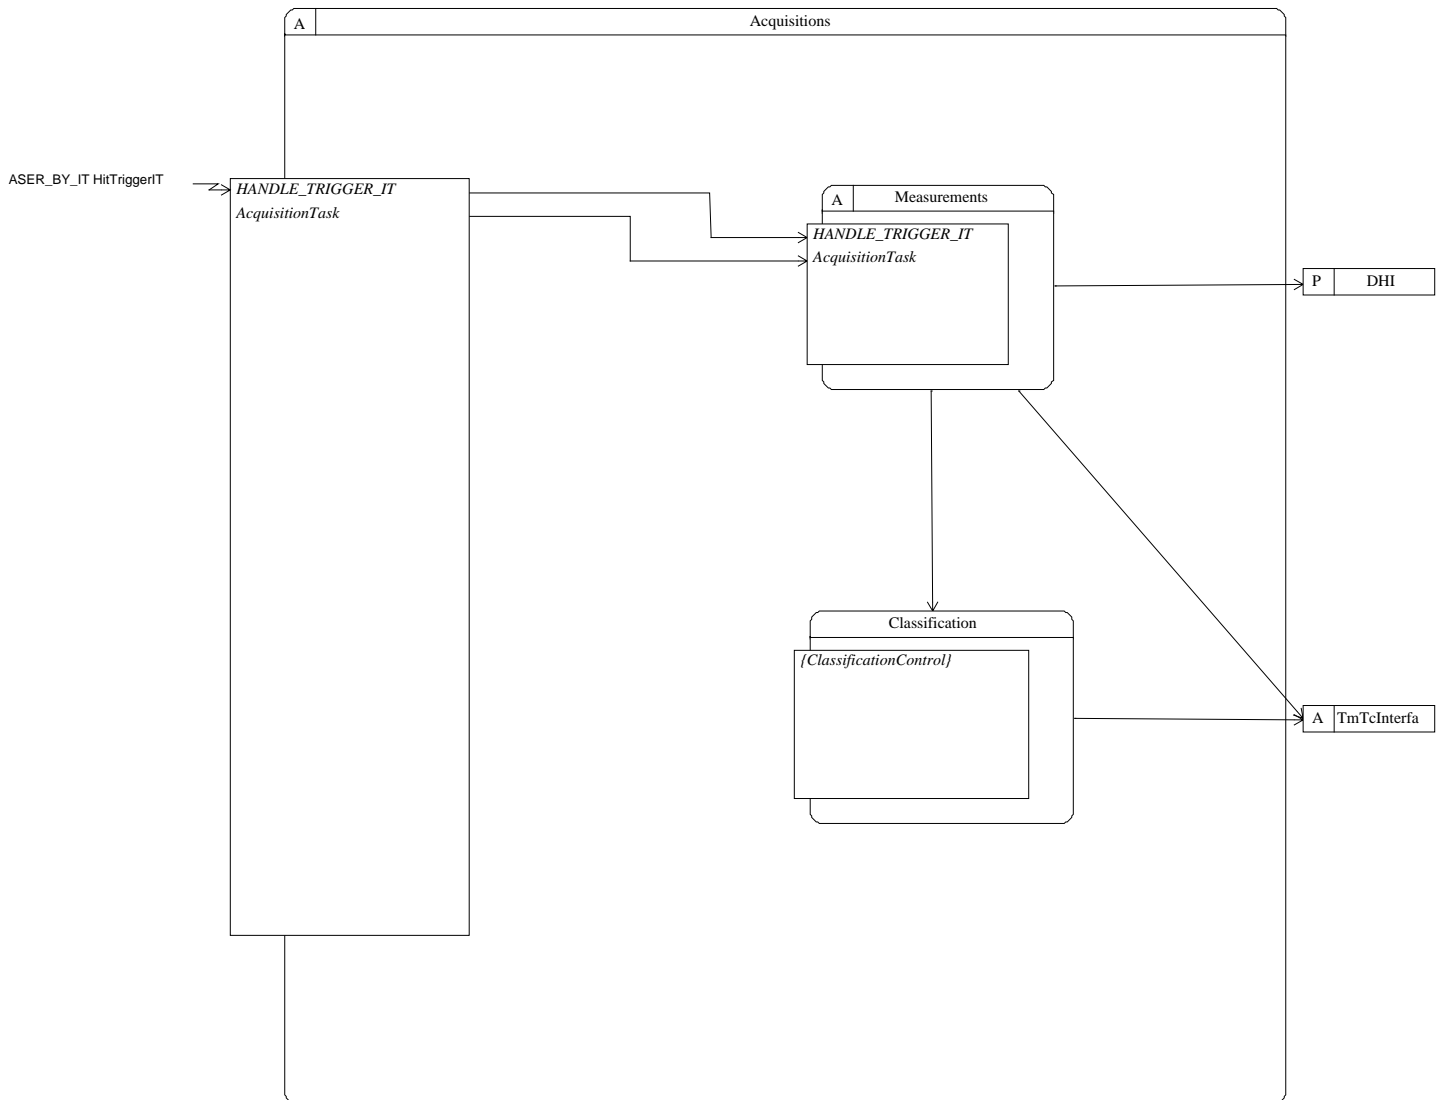 A Acquisitions
ASER_BY_IT HitTriggerIT
HANDLE_TRIGGER_IT
AcquisitionTask
A Measurements
HANDLE_TRIGGER_IT
AcquisitionTask
P DHI
Classification
{ClassificationControl}
A TmTcInterfa